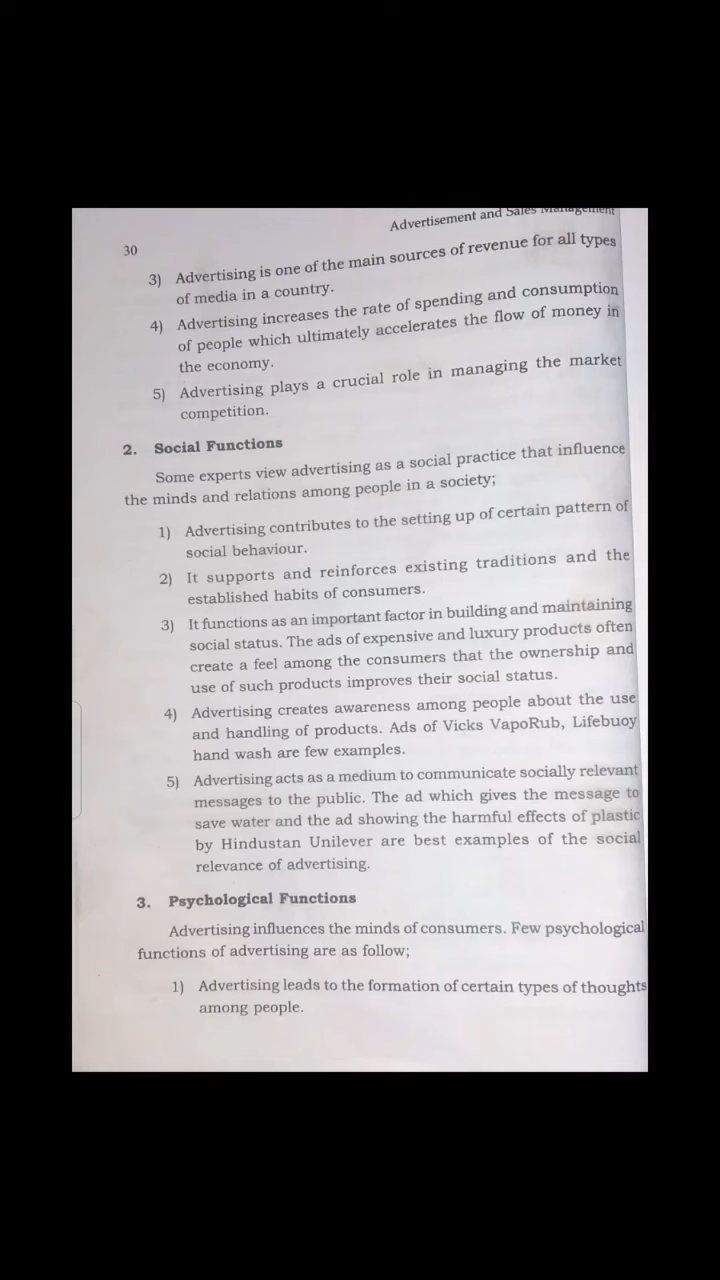 Advertisement and Sales Management
30
3) Advertising is one of the main sources of revenue for all types
of media in a country.
4) Advertising increases the rate of spending and consumption
of people which ultimately accelerates the flow of money in
the economy.
5) Advertising plays a crucial role in managing the market
competition.
2. Social Functions
Some experts view advertising as a social practice that influence
the minds and relations among people in a society;
1) Advertising contributes to the setting up of certain pattern of
social behaviour.
2) It supports and reinforces existing traditions and the
established habits of consumers.
3) It functions as an important factor in building and maintaining
social status. The ads of expensive and luxury products often
create a feel among the consumers that the ownership and
use of such products improves their social status.
4) Advertising creates awareness among people about the use
and handling of products. Ads of Vicks VapoRub, Lifebuoy
hand wash are few examples.
5) Advertising acts as a medium to communicate socially relevant
messages to the public. The ad which gives the message to
save water and the ad showing the harmful effects of plastic
by Hindustan Unilever are best examples of the social
relevance of advertising.
3. Psychological Functions
Advertising influences the minds of consumers. Few psychological
functions of advertising are as follow;
1) Advertising leads to the formation of certain types of thoughts
among people.